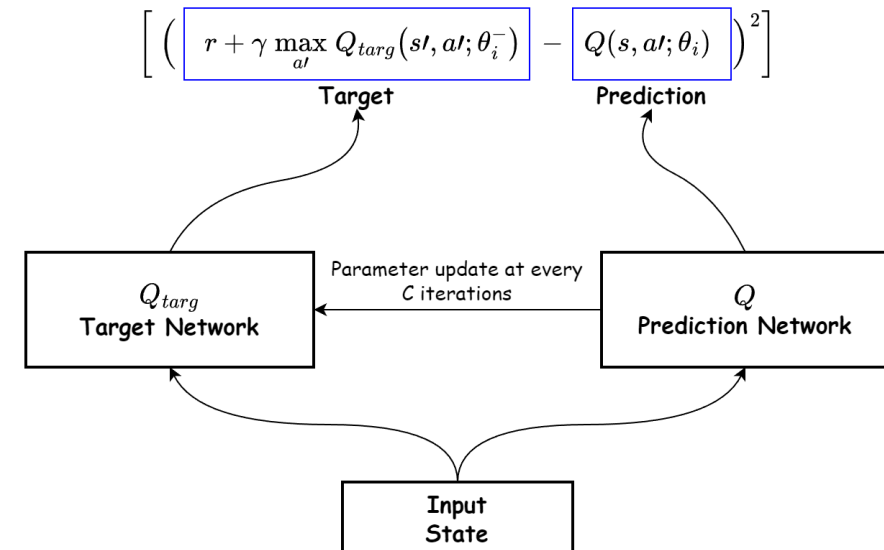 [ ( r + γ max_{a′} Q_{targ}(s′, a′; θ_i^−) − Q(s, a′; θ_i) )^2 ]
Target Prediction
Parameter update at every
C iterations
Q_{targ}
Target Network
Q
Prediction Network
Input
State